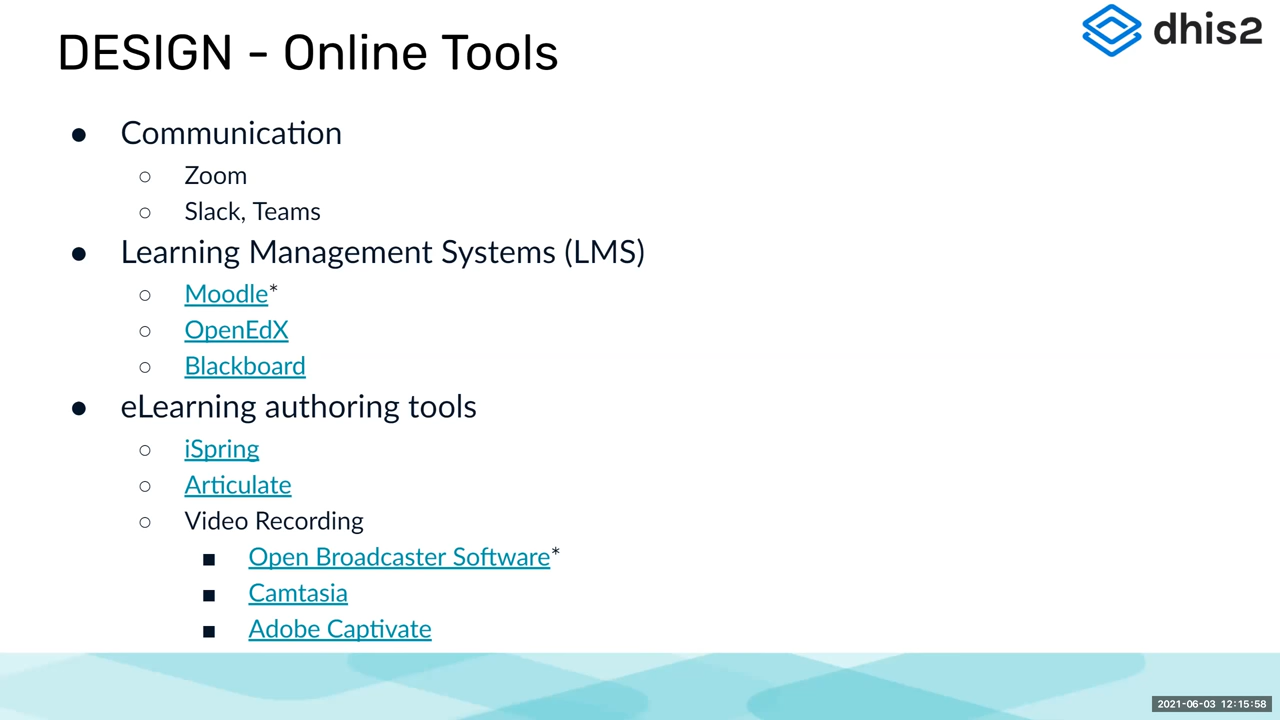 DESIGN - Online Tools
dhis2
● Communication
○ Zoom
○ Slack, Teams
● Learning Management Systems (LMS)
○ Moodle*
○ OpenEdX
○ Blackboard
● eLearning authoring tools
○ iSpring
○ Articulate
○ Video Recording
■ Open Broadcaster Software*
■ Camtasia
■ Adobe Captivate
2021-06-03 12:15:58